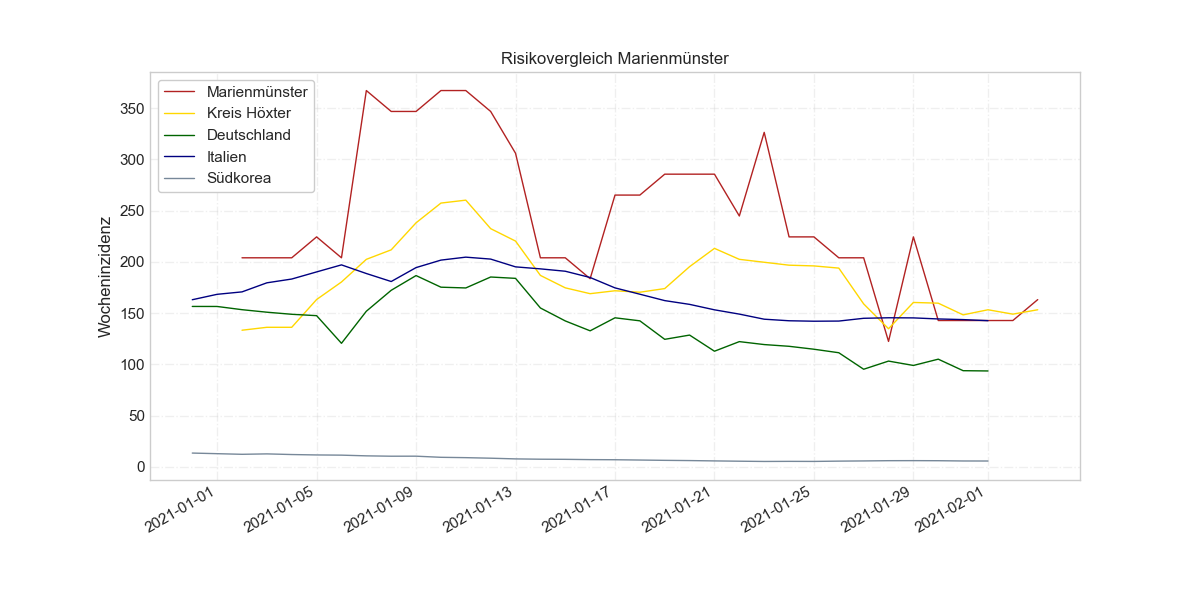 Risikovergleich Marienmünster
Marienmünster
Kreis Höxter
Deutschland
Italien
Südkorea
Wocheninzidenz
350
300
250
200
150
100
50
0
2021-01-01
2021-01-05
2021-01-09
2021-01-13
2021-01-17
2021-01-21
2021-01-25
2021-01-29
2021-02-01